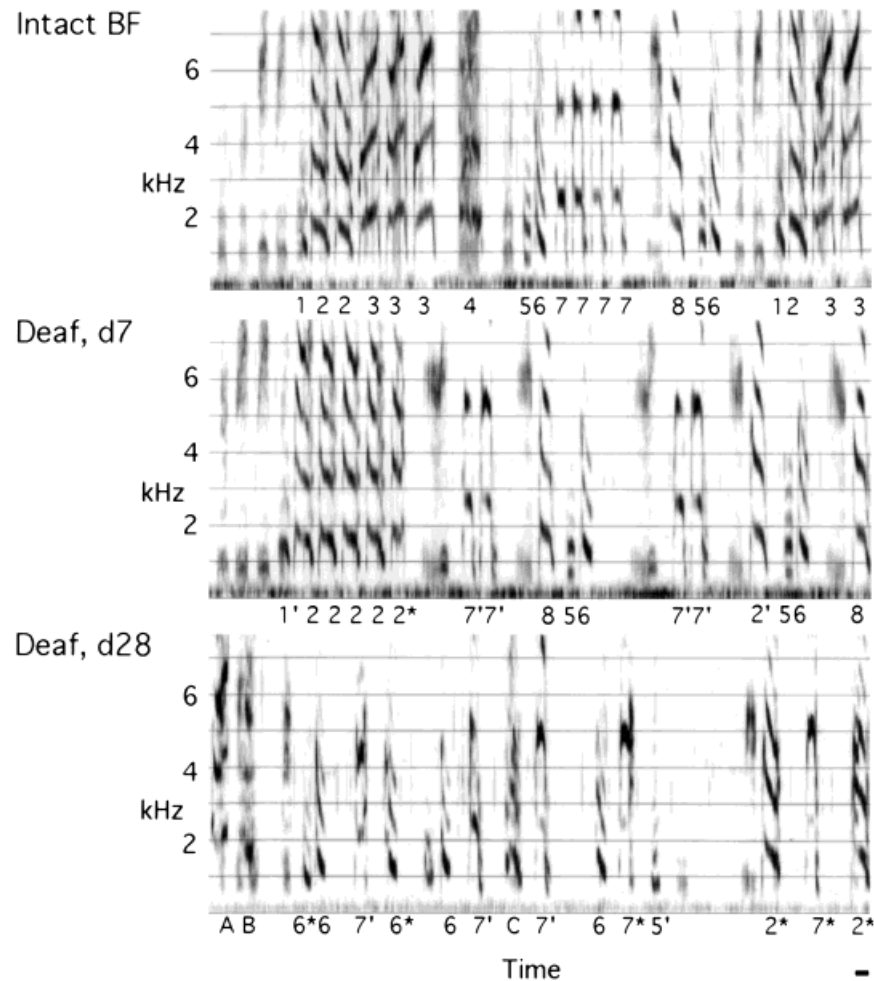 Intact BF
6
4
kHz
2
1 2 2 3 3 3 4 56 7 7 7 7 8 56 12 3 3
Deaf, d7
6
4
kHz
2
1' 2 2 2 2 2* 7'7' 8 56 7'7' 2' 56 8
Deaf, d28
6
4
kHz
2
A B 6*6 7' 6* 6 7' C 7' 6 7* 5' 2* 7* 2*
Time